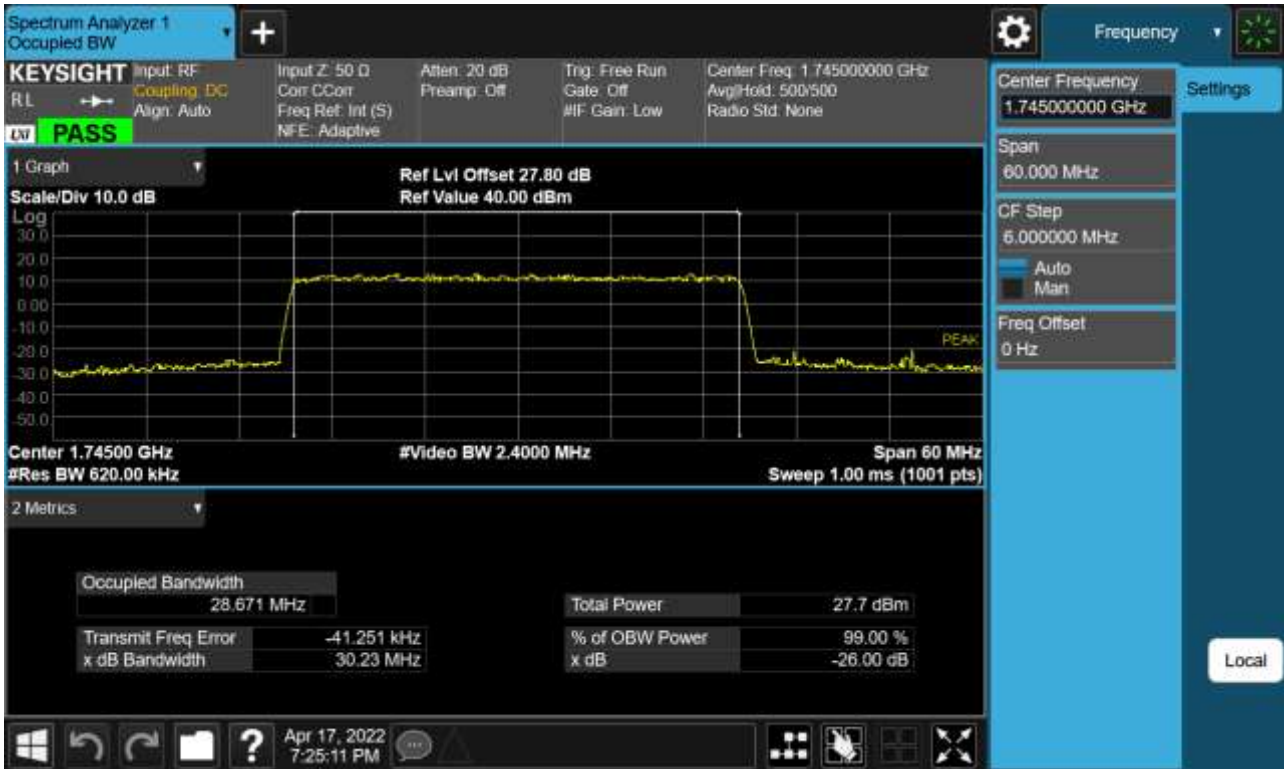 Spectrum Analyzer 1
Occupied BW
Frequency
KEYSIGHT
RL
PASS
Input: RF
Coupling: DC
Align: Auto
Input Z: 50 Ω
Corr CCorr
Freq Ref: Int (S)
NFE: Adaptive
Atten: 20 dB
Preamp: Off
Trig: Free Run
Gate: Off
#IF Gain: Low
Center Freq: 1.745000000 GHz
Avg|Hold: 500/500
Radio Std: None
1 Graph
Scale/Div 10.0 dB
Ref Lvl Offset 27.80 dB
Ref Value 40.00 dBm
Log
30.0
20.0
10.0
0.00
-10.0
-20.0
-30.0
-40.0
-50.0
PEAK
Center 1.74500 GHz
#Video BW 2.4000 MHz
Span 60 MHz
#Res BW 620.00 kHz
Sweep 1.00 ms (1001 pts)
2 Metrics
Occupied Bandwidth
28.671 MHz
Total Power 27.7 dBm
Transmit Freq Error -41.251 kHz
% of OBW Power 99.00 %
x dB Bandwidth 30.23 MHz
x dB -26.00 dB
Center Frequency
1.745000000 GHz
Settings
Span
60.000 MHz
CF Step
6.000000 MHz
Auto
Man
Freq Offset
0 Hz
Local
?
Apr 17, 2022
7:25:11 PM